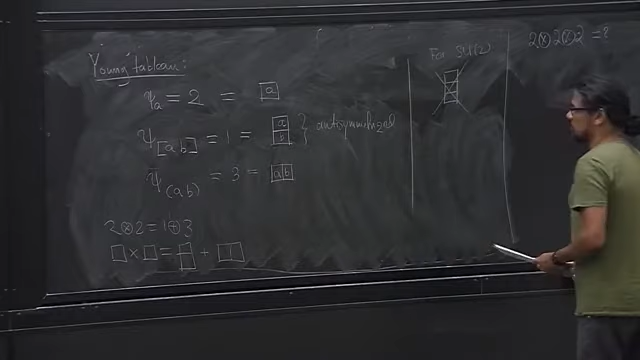 Young tableau:
ψa = 2 = a
ψ[ab] = 1 = a b } antisymmetrized
ψ(ab) = 3 = a b
2⊗2 = 1⊕3
□ × □ = □ + □□
For SU(2)
2⊗2⊗2 = ?